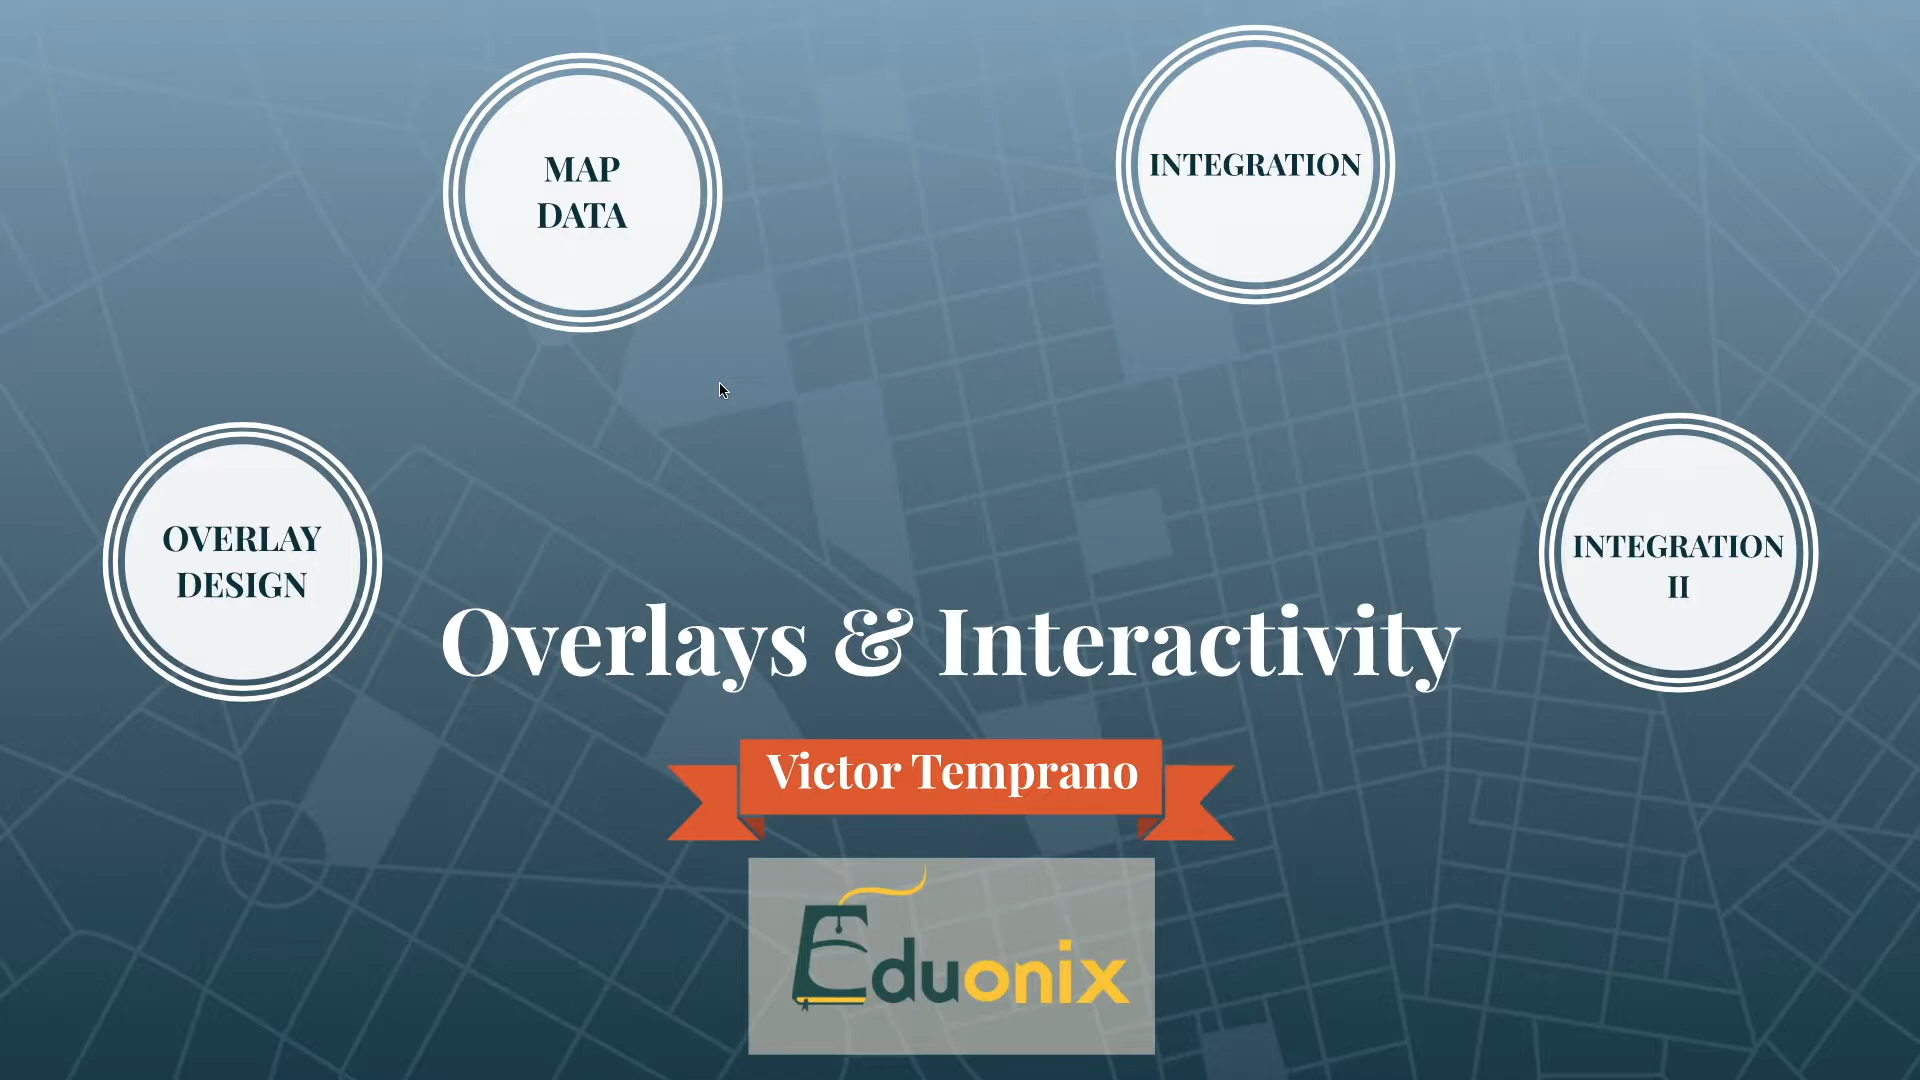 MAP
DATA
INTEGRATION
OVERLAY
DESIGN
INTEGRATION
II
Overlays & Interactivity
Victor Temprano
Eduonix